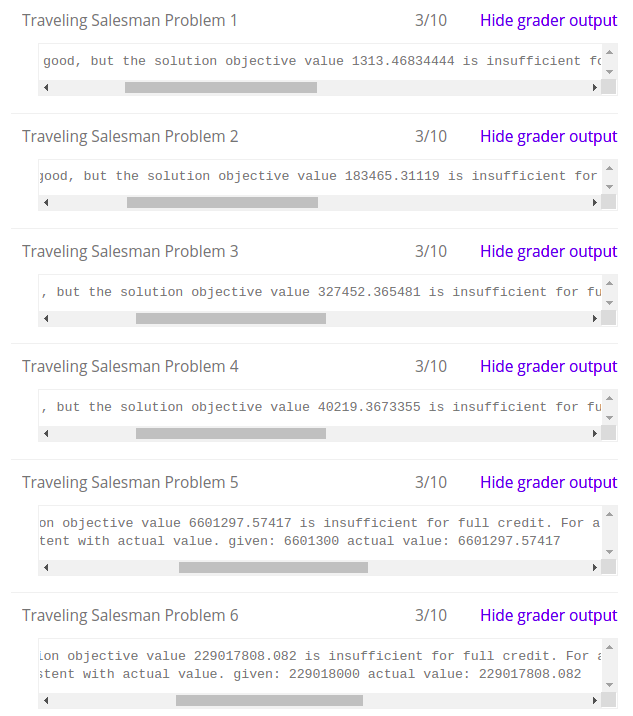 Traveling Salesman Problem 1 3/10 Hide grader output
good, but the solution objective value 1313.46834444 is insufficient
Traveling Salesman Problem 2 3/10 Hide grader output
good, but the solution objective value 183465.31119 is insufficient for
Traveling Salesman Problem 3 3/10 Hide grader output
, but the solution objective value 327452.365481 is insufficient for fu
Traveling Salesman Problem 4 3/10 Hide grader output
, but the solution objective value 40219.3673355 is insufficient for fu
Traveling Salesman Problem 5 3/10 Hide grader output
on objective value 6601297.57417 is insufficient for full credit. For a
tent with actual value. given: 6601300 actual value: 6601297.57417
Traveling Salesman Problem 6 3/10 Hide grader output
ion objective value 229017808.082 is insufficient for full credit. For a
stent with actual value. given: 229018000 actual value: 229017808.082